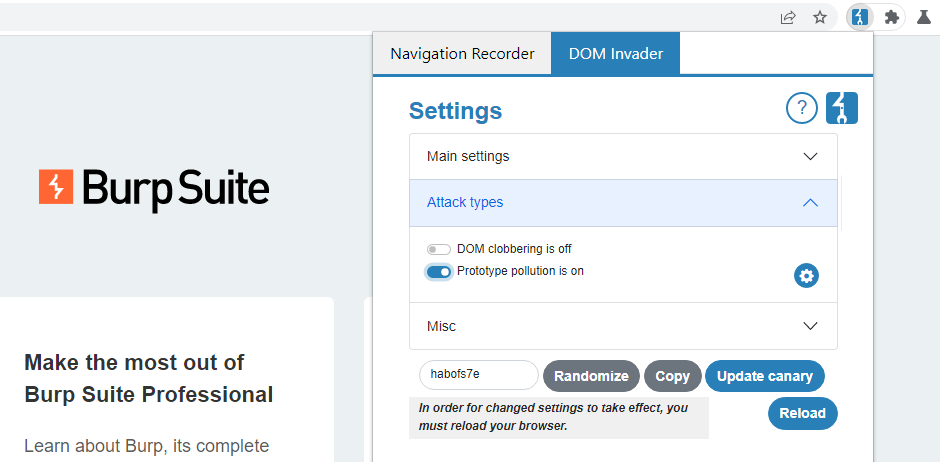 Navigation Recorder
DOM Invader
Settings
?
Main settings
Burp Suite
Attack types
DOM clobbering is off
Prototype pollution is on
Misc
Make the most out of
Burp Suite Professional
habofs7e
Randomize
Copy
Update canary
In order for changed settings to take effect, you
must reload your browser.
Reload
Learn about Burp, its complete